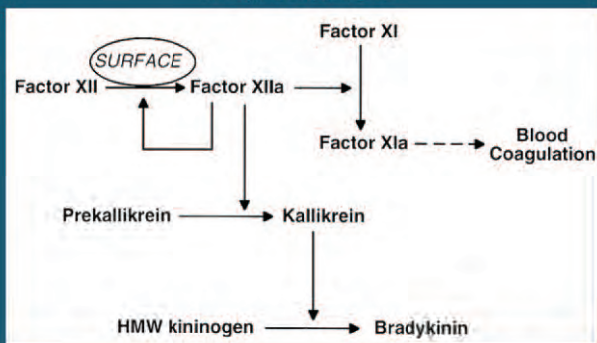 Factor XI
SURFACE
Factor XII
Factor XIIa
Factor XIa
Blood
Coagulation
Prekallikrein
Kallikrein
HMW kininogen
Bradykinin